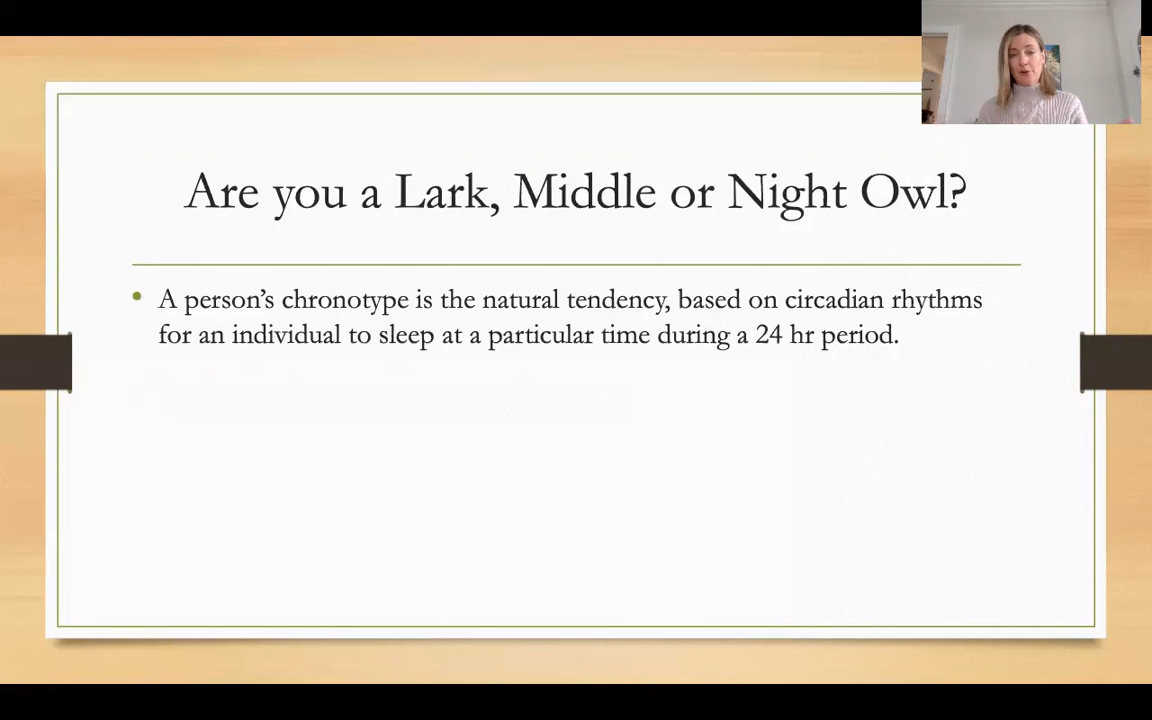 Are you a Lark, Middle or Night Owl?
• A person’s chronotype is the natural tendency, based on circadian rhythms
for an individual to sleep at a particular time during a 24 hr period.